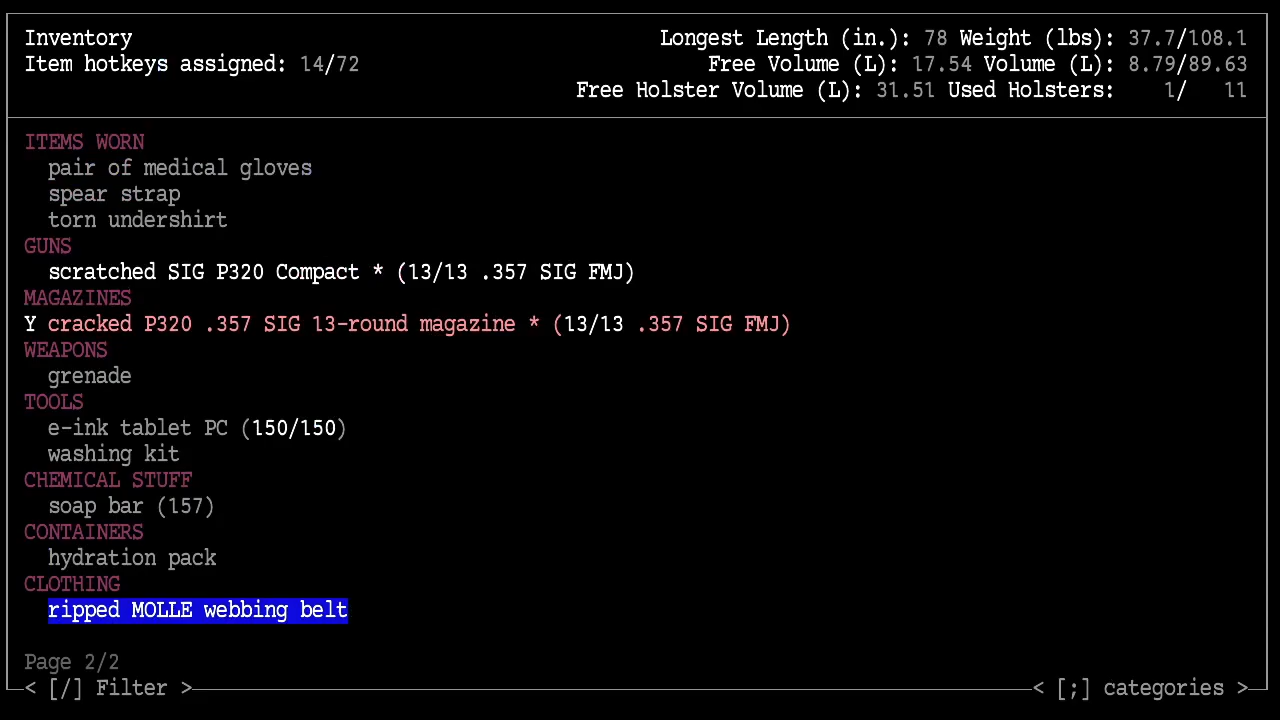 Inventory Longest Length (in.): 78 Weight (lbs): 37.7/108.1
Item hotkeys assigned: 14/72 Free Volume (L): 17.54 Volume (L): 8.79/89.63
Free Holster Volume (L): 31.51 Used Holsters: 1/ 11
ITEMS WORN
pair of medical gloves
spear strap
torn undershirt
GUNS
scratched SIG P320 Compact * (13/13 .357 SIG FMJ)
MAGAZINES
Y cracked P320 .357 SIG 13-round magazine * (13/13 .357 SIG FMJ)
WEAPONS
grenade
TOOLS
e-ink tablet PC (150/150)
washing kit
CHEMICAL STUFF
soap bar (157)
CONTAINERS
hydration pack
CLOTHING
ripped MOLLE webbing belt
Page 2/2
< [/] Filter > < [;] categories >